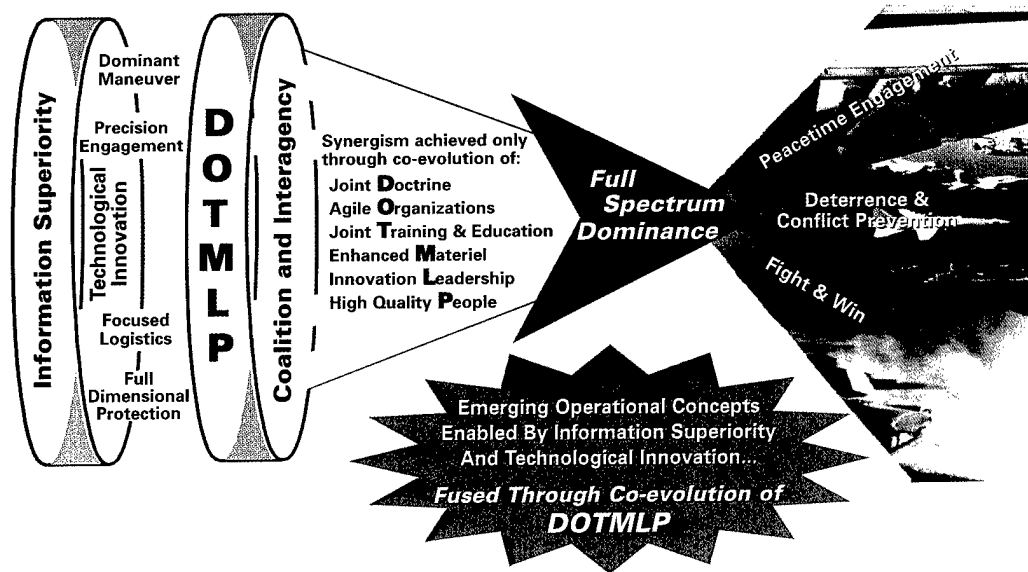 Information Superiority
Dominant
Maneuver
Precision
Engagement
Technological
Innovation
Focused
Logistics
Full
Dimensional
Protection
DOTMLP
Coalition and Interagency
Synergism achieved only
through co-evolution of:
Joint Doctrine
Agile Organizations
Joint Training & Education
Enhanced Materiel
Innovation Leadership
High Quality People
Full
Spectrum
Dominance
Peacetime Engagement
Deterrence &
Conflict Prevention
Fight & Win
Emerging Operational Concepts
Enabled By Information Superiority
And Technological Innovation...
Fused Through Co-evolution of
DOTMLP